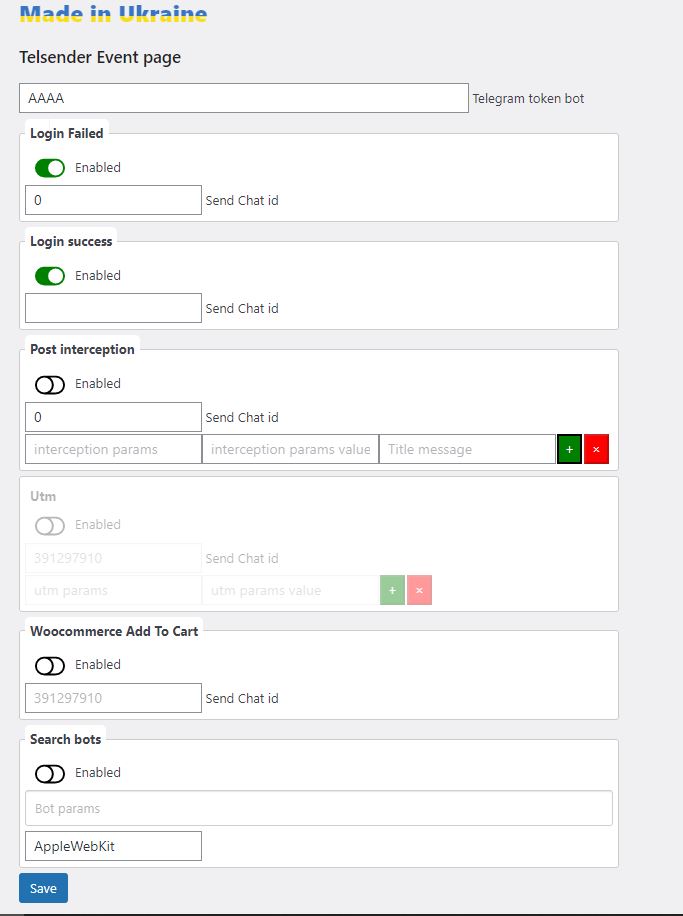 Made in Ukraine
Telsender Event page
AAAA Telegram token bot
Login Failed
Enabled
0 Send Chat id
Login success
Enabled
Send Chat id
Post interception
Enabled
0 Send Chat id
interception params interception params value Title message + ×
Utm
Enabled
391297910 Send Chat id
utm params utm params value + ×
Woocommerce Add To Cart
Enabled
391297910 Send Chat id
Search bots
Enabled
Bot params
AppleWebKit
Save